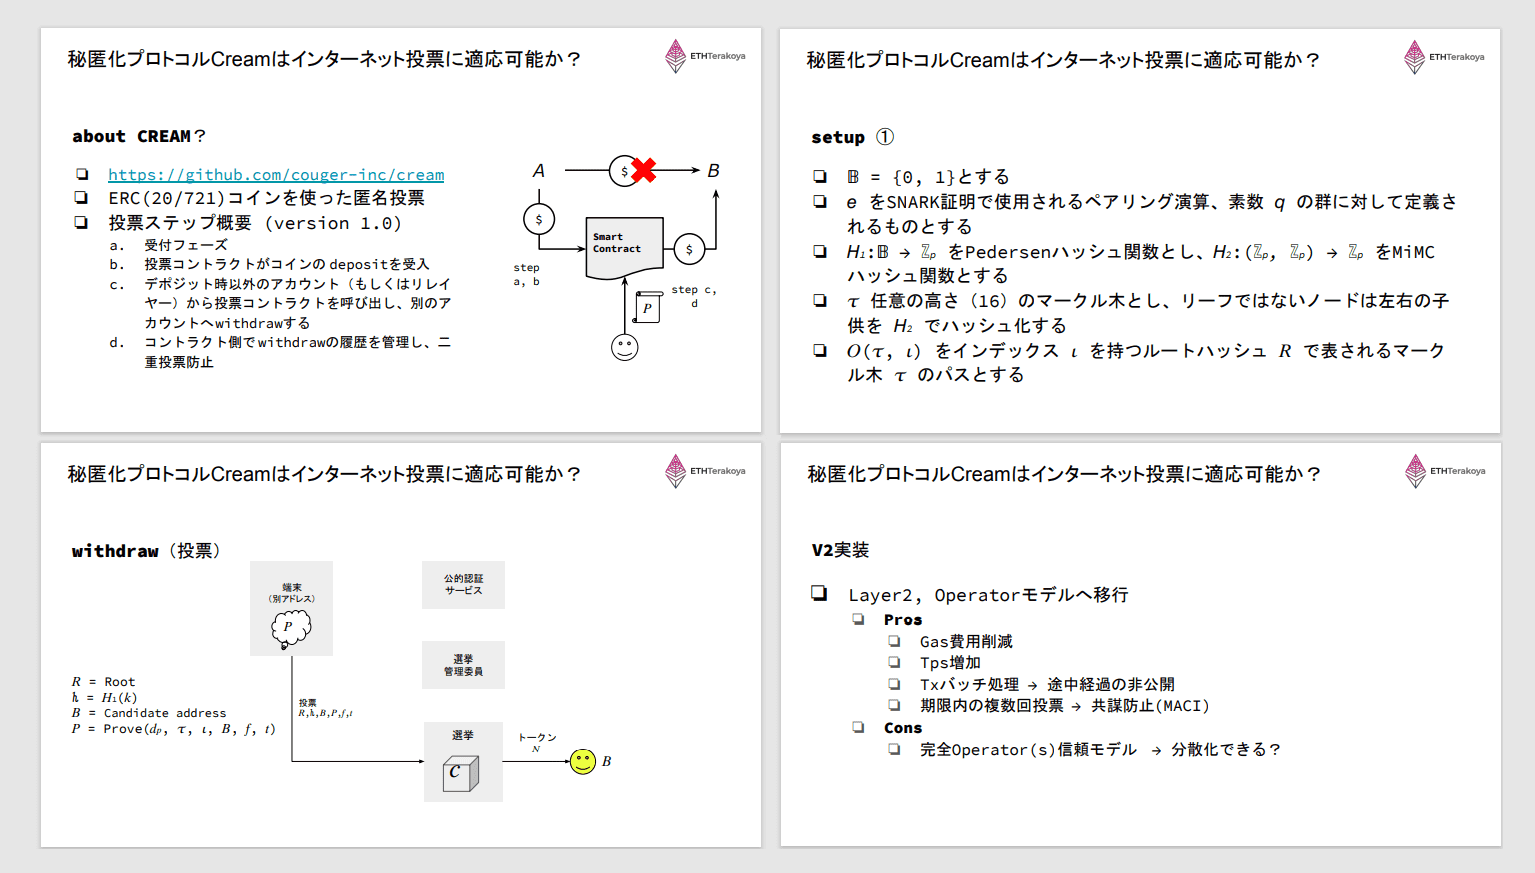 秘匿化プロトコルCreamはインターネット投票に適応可能か？
ETHTerakoya
about CREAM？
https://github.com/couger-inc/cream
ERC(20/721)コインを使った匿名投票
投票ステップ概要 (version 1.0)
a. 受付フェーズ
b. 投票コントラクトがコインの depositを受入
c. デポジット時以外のアカウント（もしくはリレイ
ヤー）から投票コントラクトを呼び出し、別のア
カウントへwithdrawする
d. コントラクト側でwithdrawの履歴を管理し、二
重投票防止
A
$
B
$
Smart
Contract
$
step
a, b
step c,
d
P
秘匿化プロトコルCreamはインターネット投票に適応可能か？
ETHTerakoya
setup ①
𝔹 = {0, 1}とする
e をSNARK証明で使用されるペアリング演算、素数 q の群に対して定義さ
れるものとする
H₁:𝔹 → ℤₚ をPedersenハッシュ関数とし、H₂:(ℤₚ, ℤₚ) → ℤₚ をMiMC
ハッシュ関数とする
τ 任意の高さ（16）のマークル木とし、リーフではないノードは左右の子
供を H₂ でハッシュ化する
O(τ, ι) をインデックス ι を持つルートハッシュ R で表されるマーク
ル木 τ のパスとする
秘匿化プロトコルCreamはインターネット投票に適応可能か？
ETHTerakoya
withdraw（投票）
端末
（別アドレス）
P
公的認証
サービス
選挙
管理委員
R = Root
h = H₁(k)
B = Candidate address
P = Prove(dₚ, τ, ι, B, f, t)
投票
R,h,B,P,f,t
選挙
C
トークン
N
B
秘匿化プロトコルCreamはインターネット投票に適応可能か？
ETHTerakoya
V2実装
Layer2, Operatorモデルへ移行
Pros
Gas費用削減
Tps増加
Txバッチ処理 → 途中経過の非公開
期限内の複数回投票 → 共謀防止(MACI)
Cons
完全Operator(s)信頼モデル → 分散化できる？